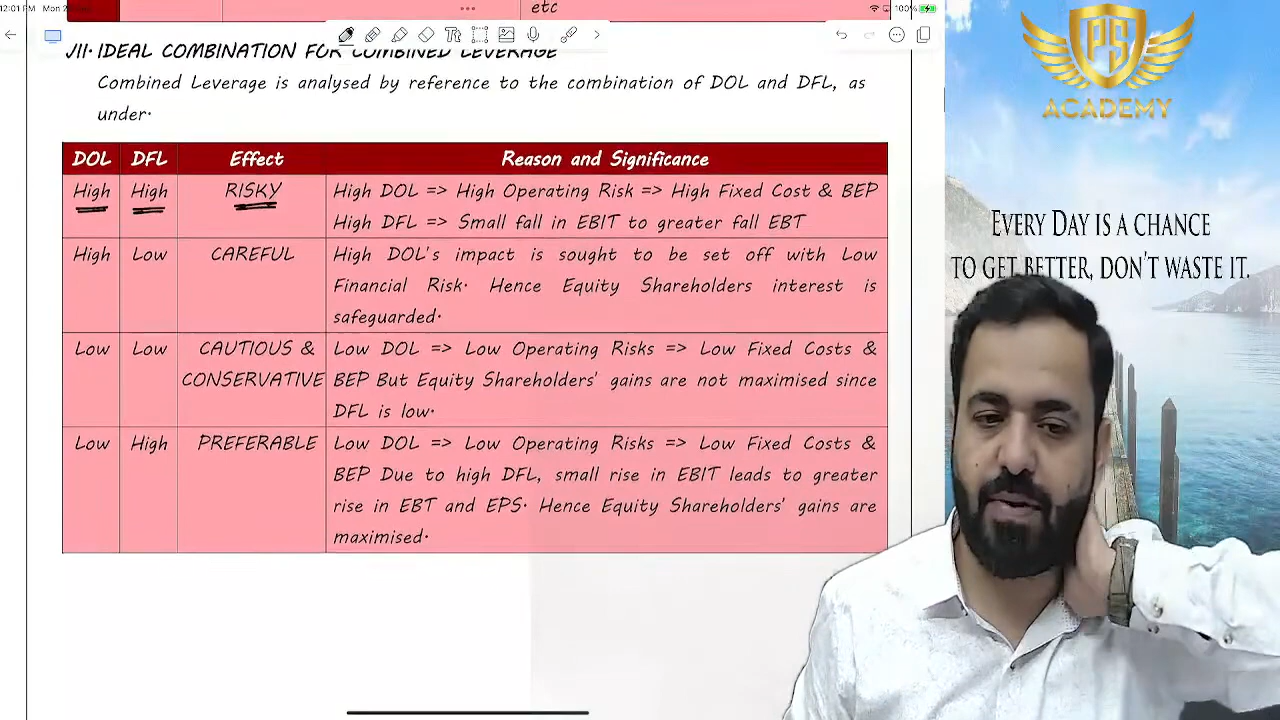 12:01 PM Mon 2
100%
etc
VII. IDEAL COMBINATION FOR COMBINED LEVERAGE
Combined Leverage is analysed by reference to the combination of DOL and DFL, as
under.
DOL DFL Effect Reason and Significance
High High RISKY High DOL => High Operating Risk => High Fixed Cost & BEP
High DFL => Small fall in EBIT to greater fall EBT
High Low CAREFUL High DOL's impact is sought to be set off with Low
Financial Risk. Hence Equity Shareholders interest is
safeguarded.
Low Low CAUTIOUS & Low DOL => Low Operating Risks => Low Fixed Costs &
CONSERVATIVE BEP But Equity Shareholders' gains are not maximised since
DFL is low.
Low High PREFERABLE Low DOL => Low Operating Risks => Low Fixed Costs &
BEP Due to high DFL, small rise in EBIT leads to greater
rise in EBT and EPS. Hence Equity Shareholders' gains are
maximised.
PS
ACADEMY
EVERY DAY IS A CHANCE
TO GET BETTER, DON'T WASTE IT.